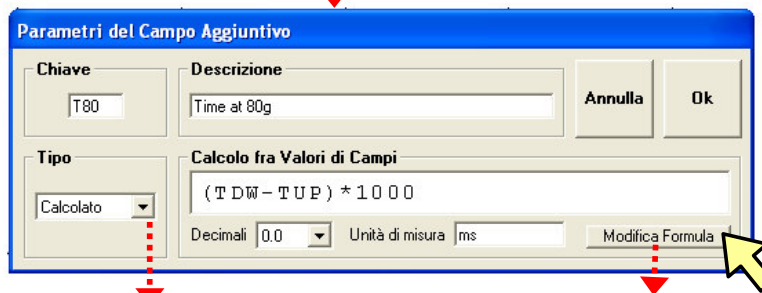 Parametri del Campo Aggiuntivo
Chiave
T80
Descrizione
Time at 80g
Annulla
Ok
Tipo
Calcolato
Calcolo fra Valori di Campi
(TDW-TUP)*1000
Decimali 0.0 Unità di misura ms Modifica Formula